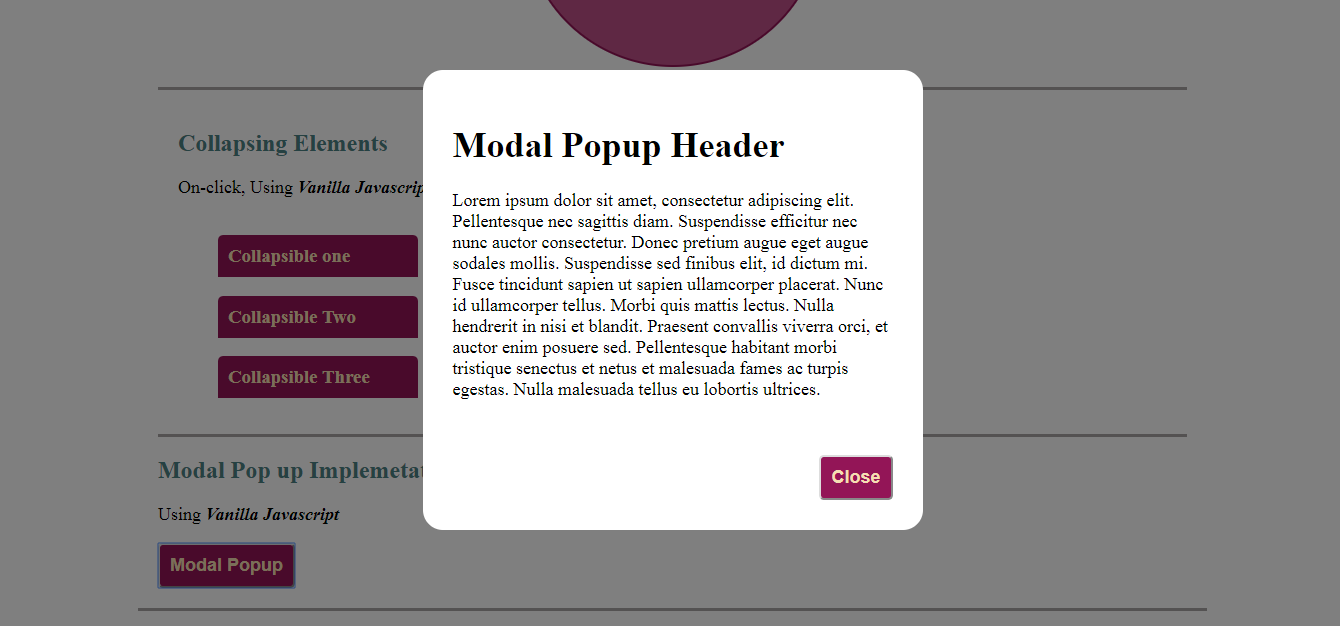 Modal Popup Header
Lorem ipsum dolor sit amet, consectetur adipiscing elit.
Pellentesque nec sagittis diam. Suspendisse efficitur nec
nunc auctor consectetur. Donec pretium augue eget augue
sodales mollis. Suspendisse sed finibus elit, id dictum mi.
Fusce tincidunt sapien ut sapien ullamcorper placerat. Nunc
id ullamcorper tellus. Morbi quis mattis lectus. Nulla
hendrerit in nisi et blandit. Praesent convallis viverra orci, et
auctor enim posuere sed. Pellentesque habitant morbi
tristique senectus et netus et malesuada fames ac turpis
egestas. Nulla malesuada tellus eu lobortis ultrices.
Close
Collapsing Elements
On-click, Using Vanilla
Collapsible one
Collapsible Two
Collapsible Three
Modal Pop up
Using Vanilla Javascript
Modal Popup